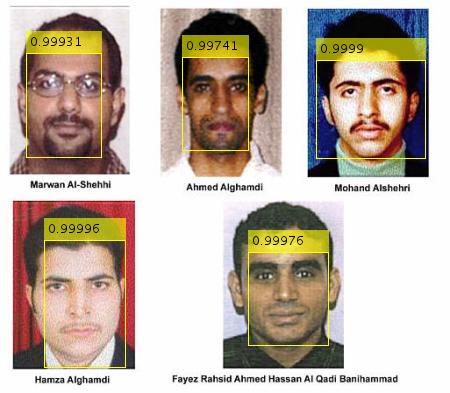 0.99931
0.99741
0.9999
Marwan Al-Shehhi
Ahmed Alghamdi
Mohand Alshehri
0.99996
0.99976
Hamza Alghamdi
Fayez Rahsid Ahmed Hassan Al Qadi Banihammad